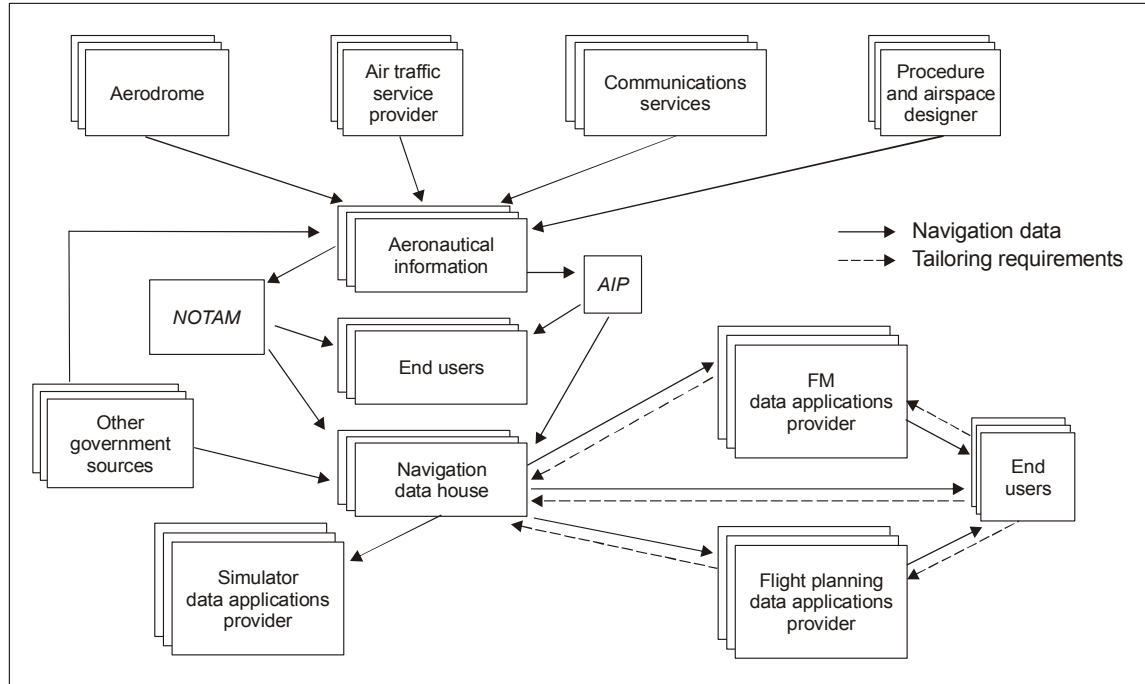 Aerodrome
Air traffic
service
provider
Communications
services
Procedure
and airspace
designer
Aeronautical
information
Navigation data
Tailoring requirements
NOTAM
AIP
End users
FM
data applications
provider
Other
government
sources
Navigation
data house
End
users
Simulator
data applications
provider
Flight planning
data applications
provider